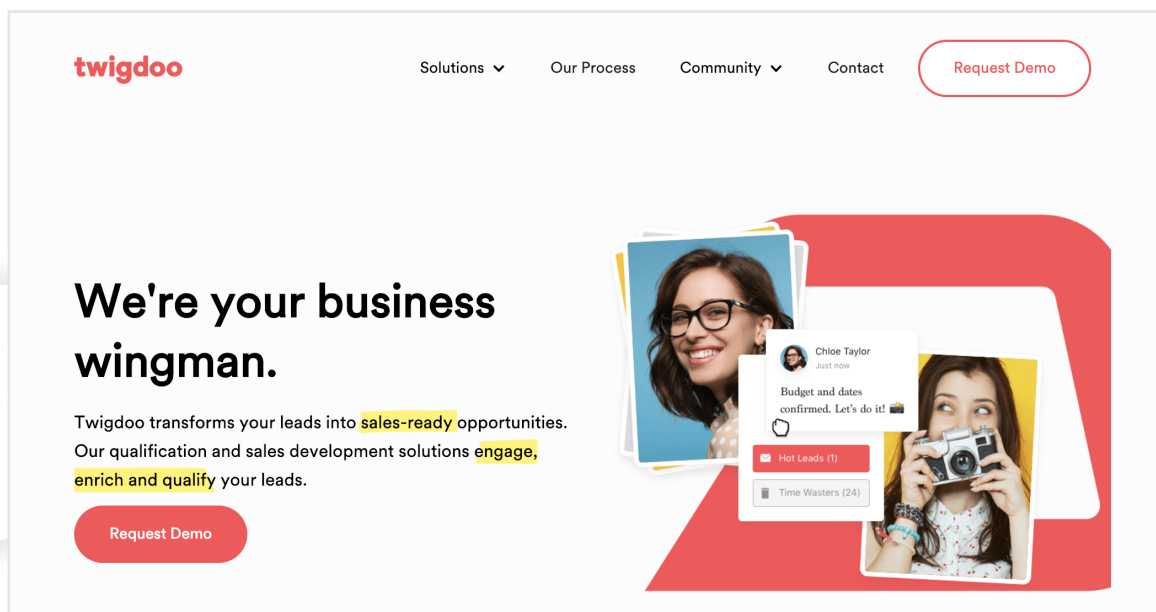 twigdoo
Solutions
Our Process
Community
Contact
Request Demo
We're your business
wingman.
Twigdoo transforms your leads into sales-ready opportunities.
Our qualification and sales development solutions engage,
enrich and qualify your leads.
Request Demo
Chloe Taylor
Just now
Budget and dates
confirmed. Let's do it! 📸
Hot Leads (1)
Time Wasters (24)